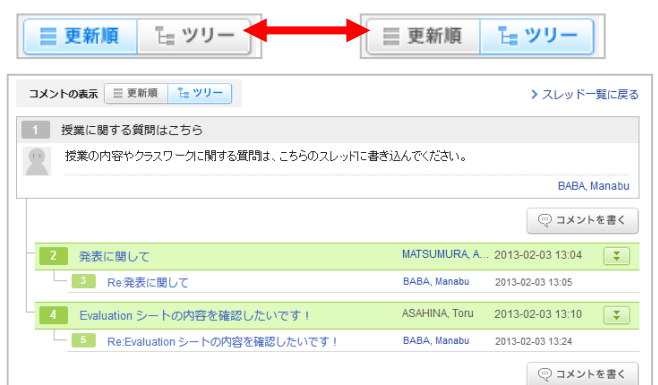 更新順 ツリー 更新順 ツリー
コメントの表示 更新順 ツリー > スレッド一覧に戻る
1 授業に関する質問はこちら
授業の内容やクラスワークに関する質問は、こちらのスレッドに書き込んでください。
BABA, Manabu
コメントを書く
2 発表に関して MATSUMURA, A... 2013-02-03 13:04
3 Re:発表に関して BABA, Manabu 2013-02-03 13:05
4 Evaluation シートの内容を確認したいです！ ASAHINA, Toru 2013-02-03 13:10
5 Re:Evaluation シートの内容を確認したいです！ BABA, Manabu 2013-02-03 13:24
コメントを書く